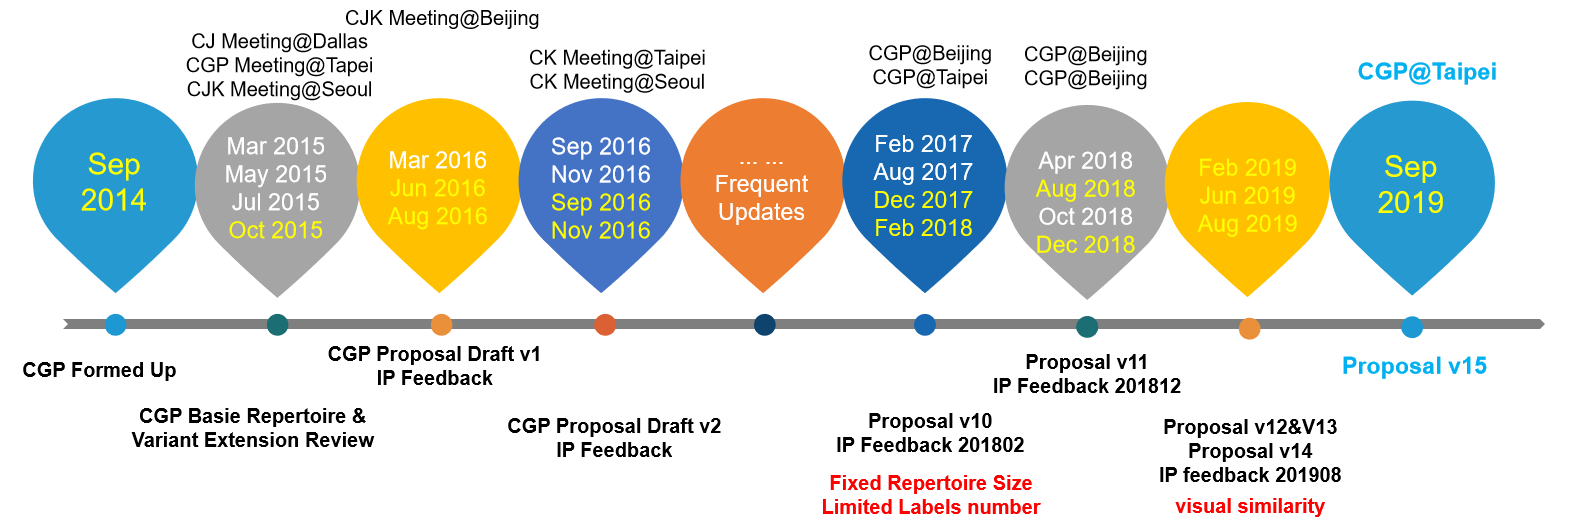 CJK Meeting@Beijing
CJ Meeting@Dallas
CGP Meeting@Tapei
CJK Meeting@Seoul
CK Meeting@Taipei
CK Meeting@Seoul
CGP@Beijing
CGP@Taipei
CGP@Beijing
CGP@Beijing
CGP@Taipei
Sep
2014
Mar 2015
May 2015
Jul 2015
Oct 2015
Mar 2016
Jun 2016
Aug 2016
Sep 2016
Nov 2016
Sep 2016
Nov 2016
... ...
Frequent
Updates
Feb 2017
Aug 2017
Dec 2017
Feb 2018
Apr 2018
Aug 2018
Oct 2018
Dec 2018
Feb 2019
Jun 2019
Aug 2019
Sep
2019
CGP Formed Up
CGP Basie Repertoire &
Variant Extension Review
CGP Proposal Draft v1
IP Feedback
CGP Proposal Draft v2
IP Feedback
Proposal v10
IP Feedback 201802
Fixed Repertoire Size
Limited Labels number
Proposal v11
IP Feedback 201812
Proposal v12&V13
Proposal v14
IP feedback 201908
visual similarity
Proposal v15